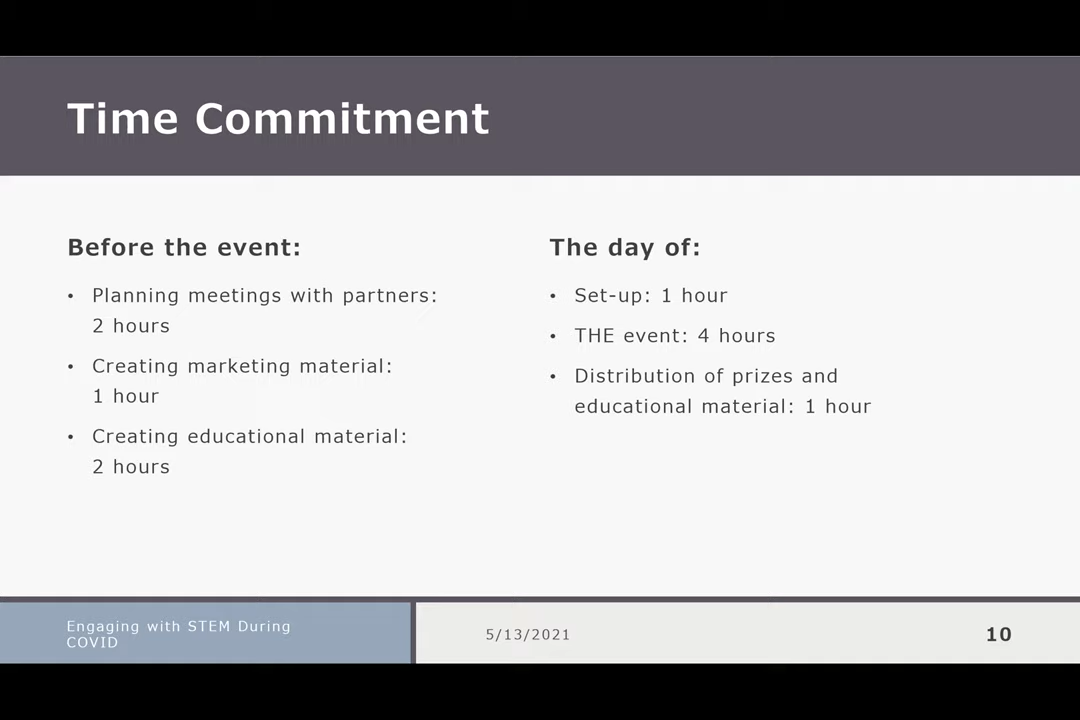 Time Commitment
Before the event:
• Planning meetings with partners:
2 hours
• Creating marketing material:
1 hour
• Creating educational material:
2 hours
The day of:
• Set-up: 1 hour
• THE event: 4 hours
• Distribution of prizes and
educational material: 1 hour
Engaging with STEM During
COVID
5/13/2021
10